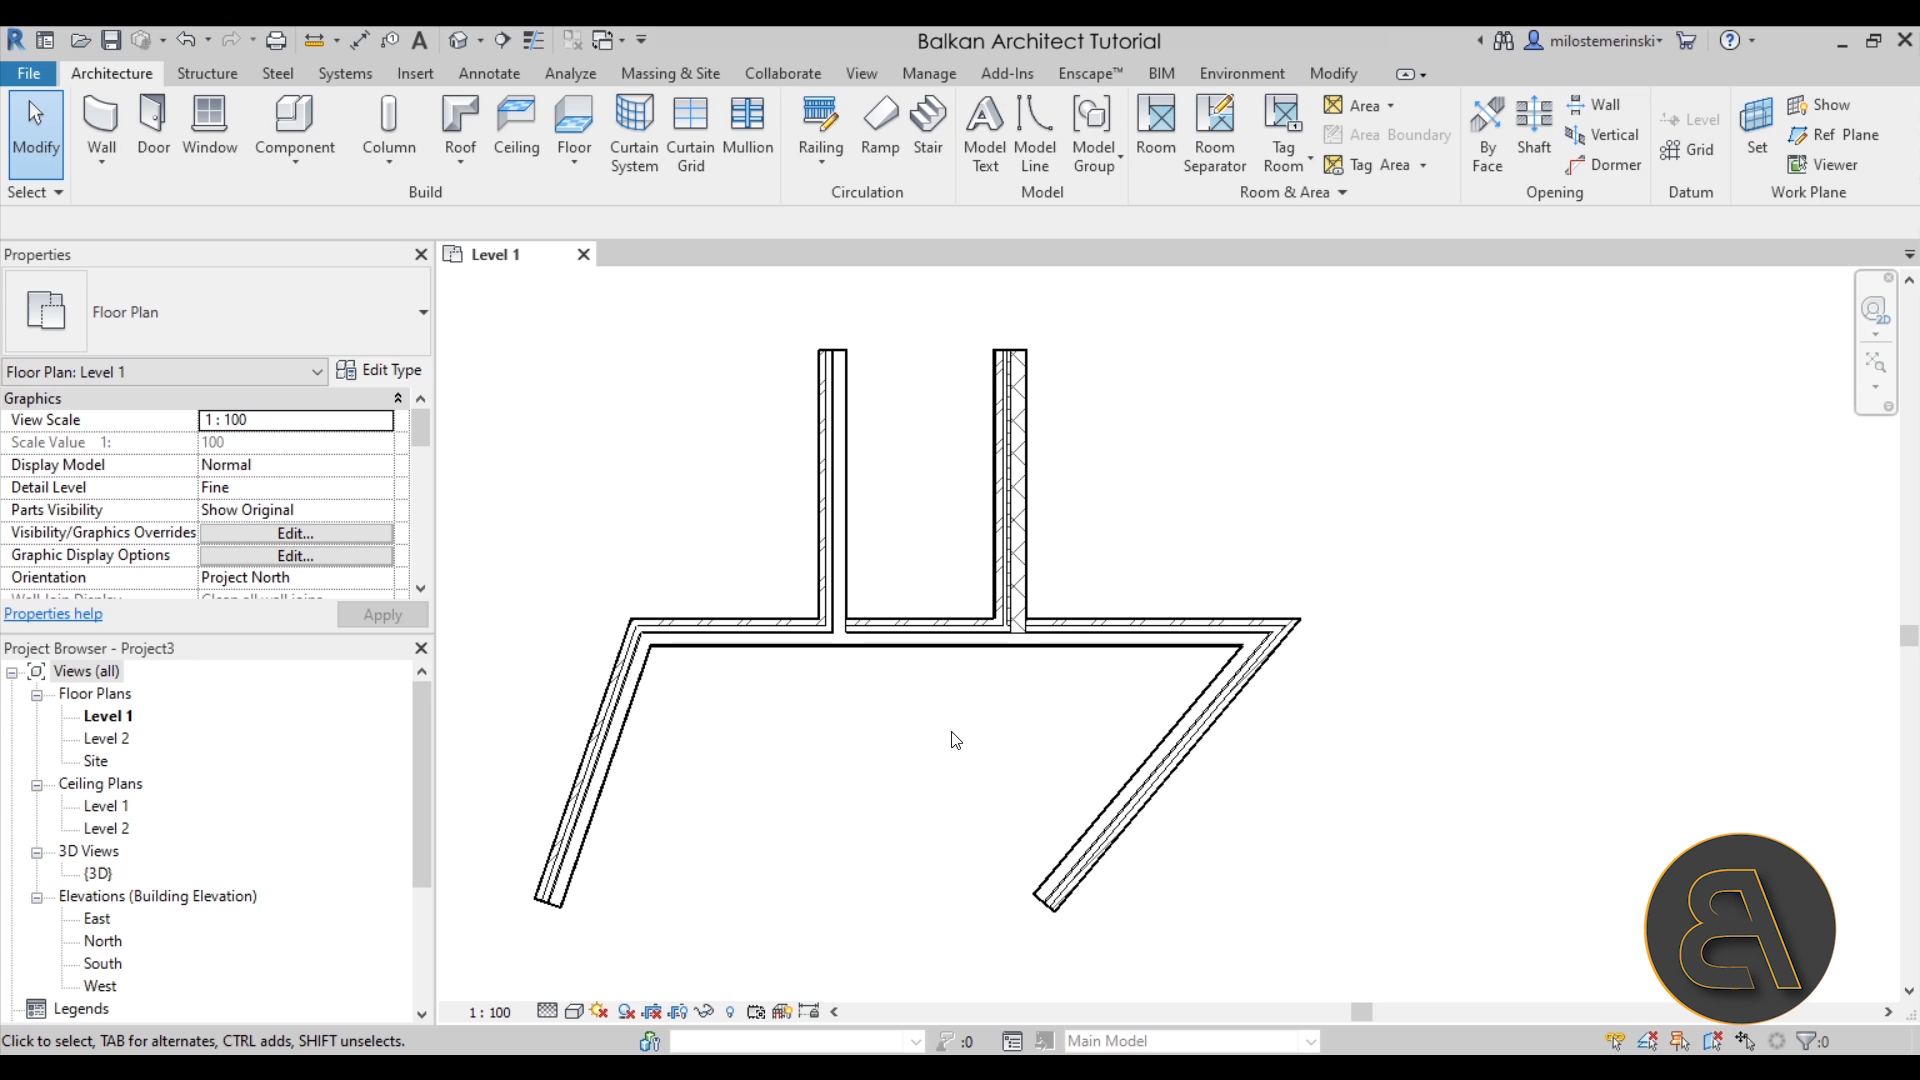 Balkan Architect Tutorial
milostemerinski
File Architecture Structure Steel Systems Insert Annotate Analyze Massing & Site Collaborate View Manage Add-Ins Enscape™ BIM Environment Modify
Modify
Wall Door Window Component Column Roof Ceiling Floor
Curtain System
Curtain Grid
Mullion
Railing Ramp Stair
Model Text
Model Line
Model Group
Room
Room Separator
Tag Room
Area
Area Boundary
Tag Area
By Face
Shaft
Wall
Vertical
Dormer
Level
Grid
Set
Show
Ref Plane
Viewer
Select Build Circulation Model Room & Area Opening Datum Work Plane
Properties
Level 1
Floor Plan
Floor Plan: Level 1
Edit Type
Graphics
View Scale 1 : 100
Scale Value 1: 100
Display Model Normal
Detail Level Fine
Parts Visibility Show Original
Visibility/Graphics Overrides Edit...
Graphic Display Options Edit...
Orientation Project North
Wall Join Display Clean all wall joins
Properties help Apply
2D
Project Browser - Project3
Views (all)
Floor Plans
Level 1
Level 2
Site
Ceiling Plans
Level 1
Level 2
3D Views
{3D}
Elevations (Building Elevation)
East
North
South
West
Legends
1 : 100
Click to select, TAB for alternates, CTRL adds, SHIFT unselects.
:0
Main Model
:0